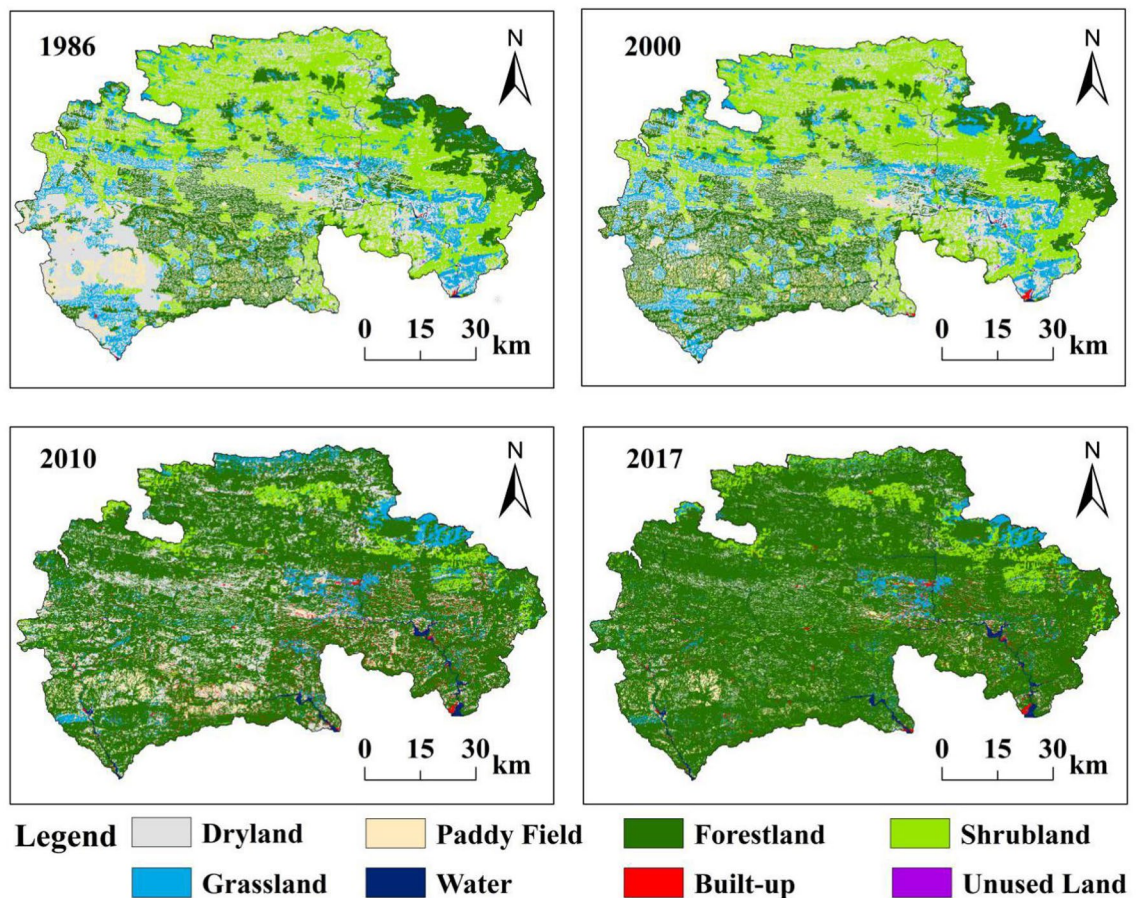 1986
N
0 15 30
km
2000
N
0 15 30
km
2010
N
0 15 30
km
2017
N
0 15 30
km
Legend Dryland Paddy Field Forestland Shrubland
Grassland Water Built-up Unused Land